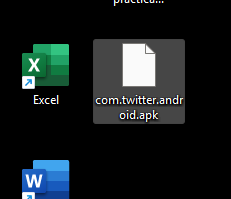 practica...
Excel
com.twitter.andr
oid.apk
X
W